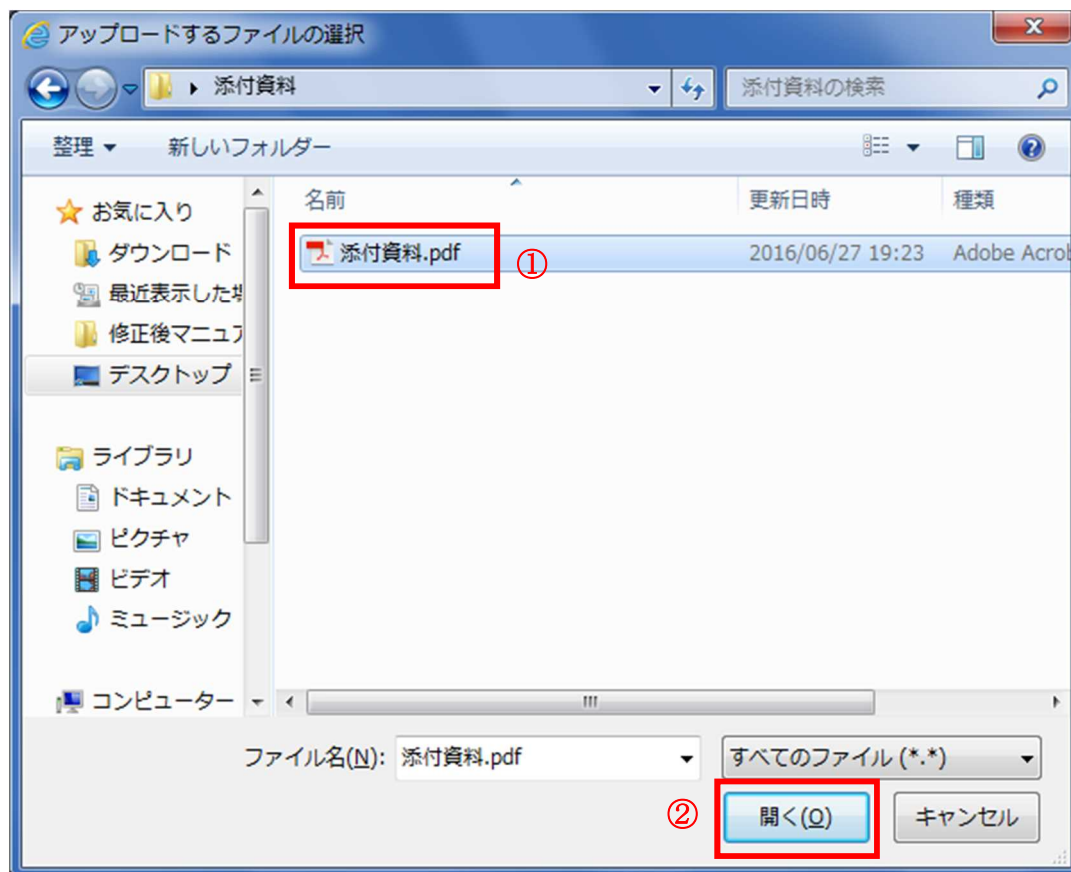 アップロードするファイルの選択
添付資料
添付資料の検索
整理
新しいフォルダー
名前
更新日時
種類
お気に入り
ダウンロード
最近表示した場
修正後マニュア
デスクトップ
ライブラリ
ドキュメント
ピクチャ
ビデオ
ミュージック
コンピューター
添付資料.pdf
①
2016/06/27 19:23
Adobe Acrob
ファイル名(N):
添付資料.pdf
すべてのファイル (*.*)
②
開く(O)
キャンセル